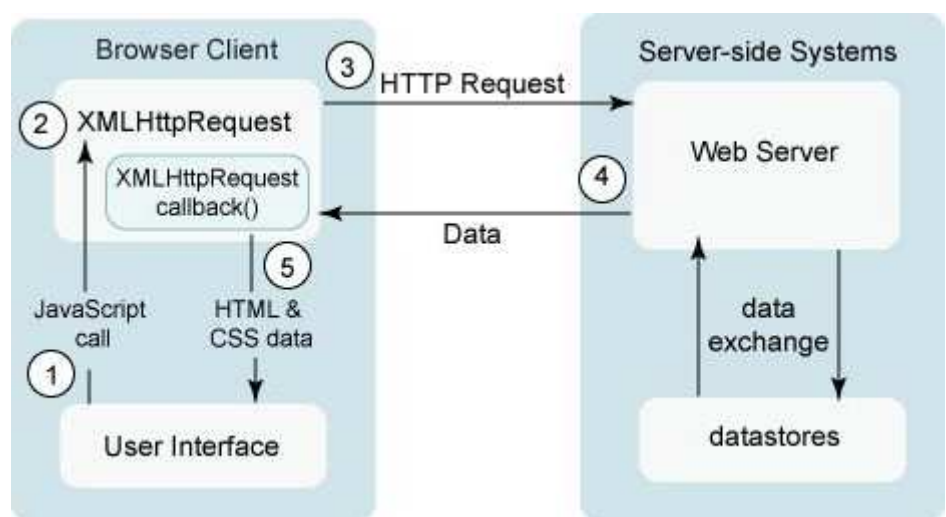 Browser Client
Server-side Systems
3
HTTP Request
2
XMLHttpRequest
Web Server
XMLHttpRequest
callback()
4
Data
5
JavaScript
call
HTML &
CSS data
data
exchange
1
User Interface
datastores